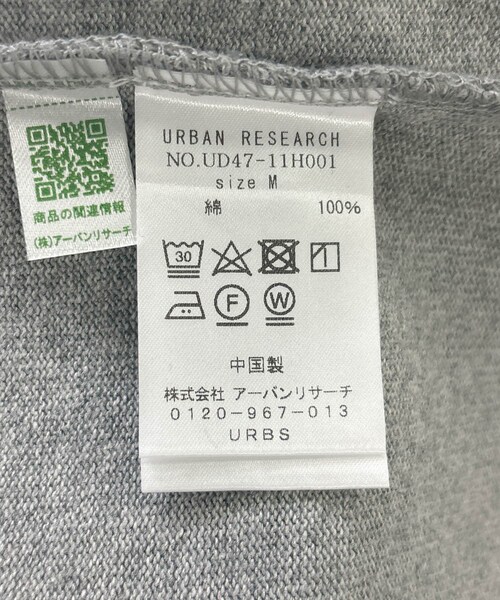 URBAN RESEARCH
NO.UD47-11H001
size M
綿 100%
30
F W
中国製
株式会社 アーバンリサーチ
0120-967-013
URBS
商品の関連情報
(株)アーバンリサーチ